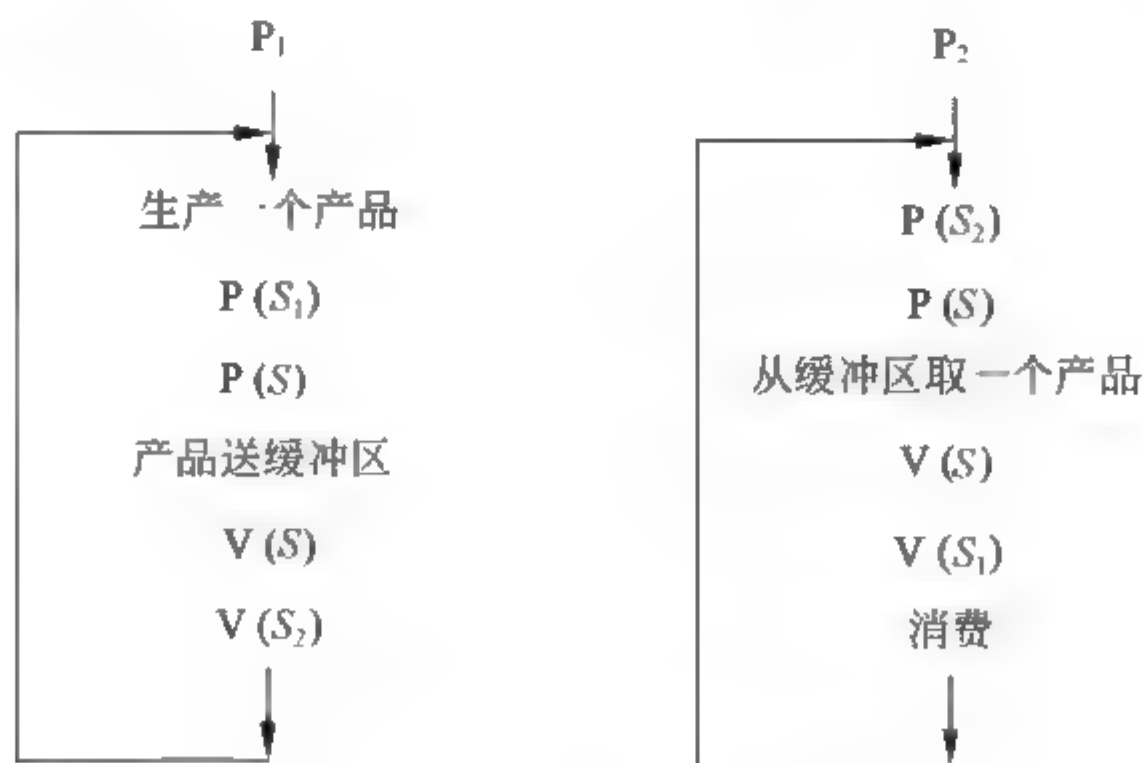 P₁
生产一个产品
P (S₁)
P (S)
产品送缓冲区
V (S)
V (S₂)
P₂
P (S₂)
P (S)
从缓冲区取一个产品
V (S)
V (S₁)
消费